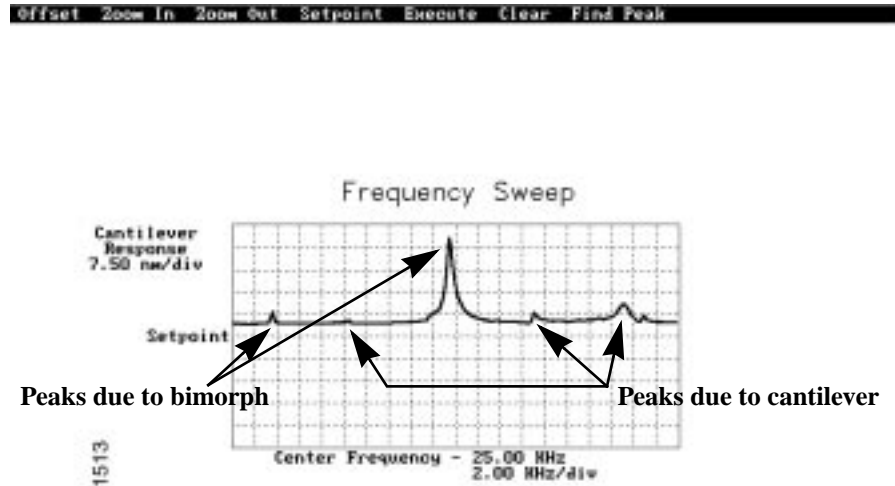 Offset Zoom In Zoom Out Setpoint Execute Clear Find Peak
Frequency Sweep
Cantilever
Response
7.50 nm/div
Setpoint
Peaks due to bimorph
Peaks due to cantilever
Center Frequency - 25.00 KHz
2.00 KHz/div
1513